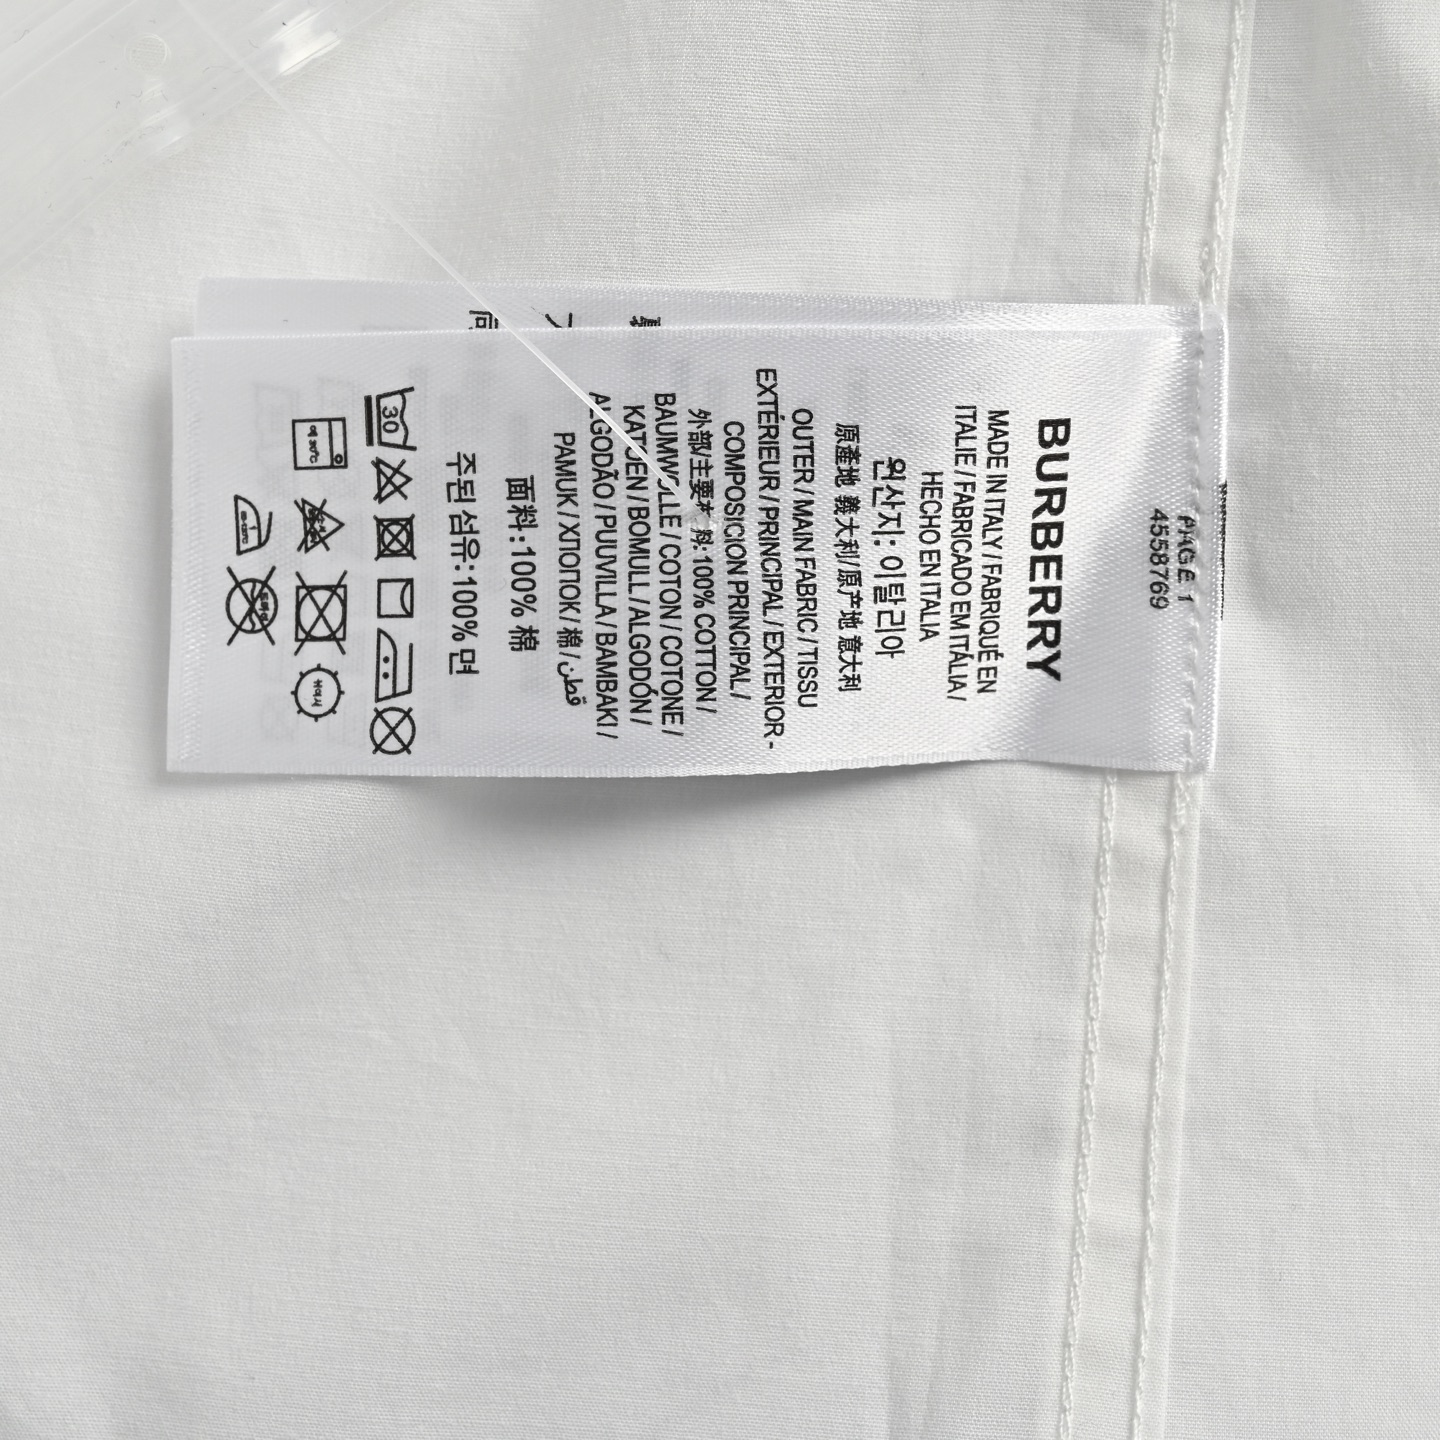 PAGE 1
4558769
BURBERRY
MADE IN ITALY / FABRIQUÉ EN
ITALIE / FABRICADO EM ITÁLIA /
HECHO EN ITALIA
원산지: 이탈리아
原產地 義大利/原产地 意大利
OUTER / MAIN FABRIC / TISSU
EXTÉRIEUR / PRINCIPAL / EXTERIOR -
COMPOSICION PRINCIPAL /
外部/主要 料: 100% COTTON /
BAUMWOLLE / COTON / COTONE /
KATOEN / BOMULL / ALGODÓN /
ALGODÃO / PUUVILLA / BAMBAKI /
PAMUK / ХЛОПОК / 棉 / قطن
面料:100% 棉
주된 섬유:100% 면
30